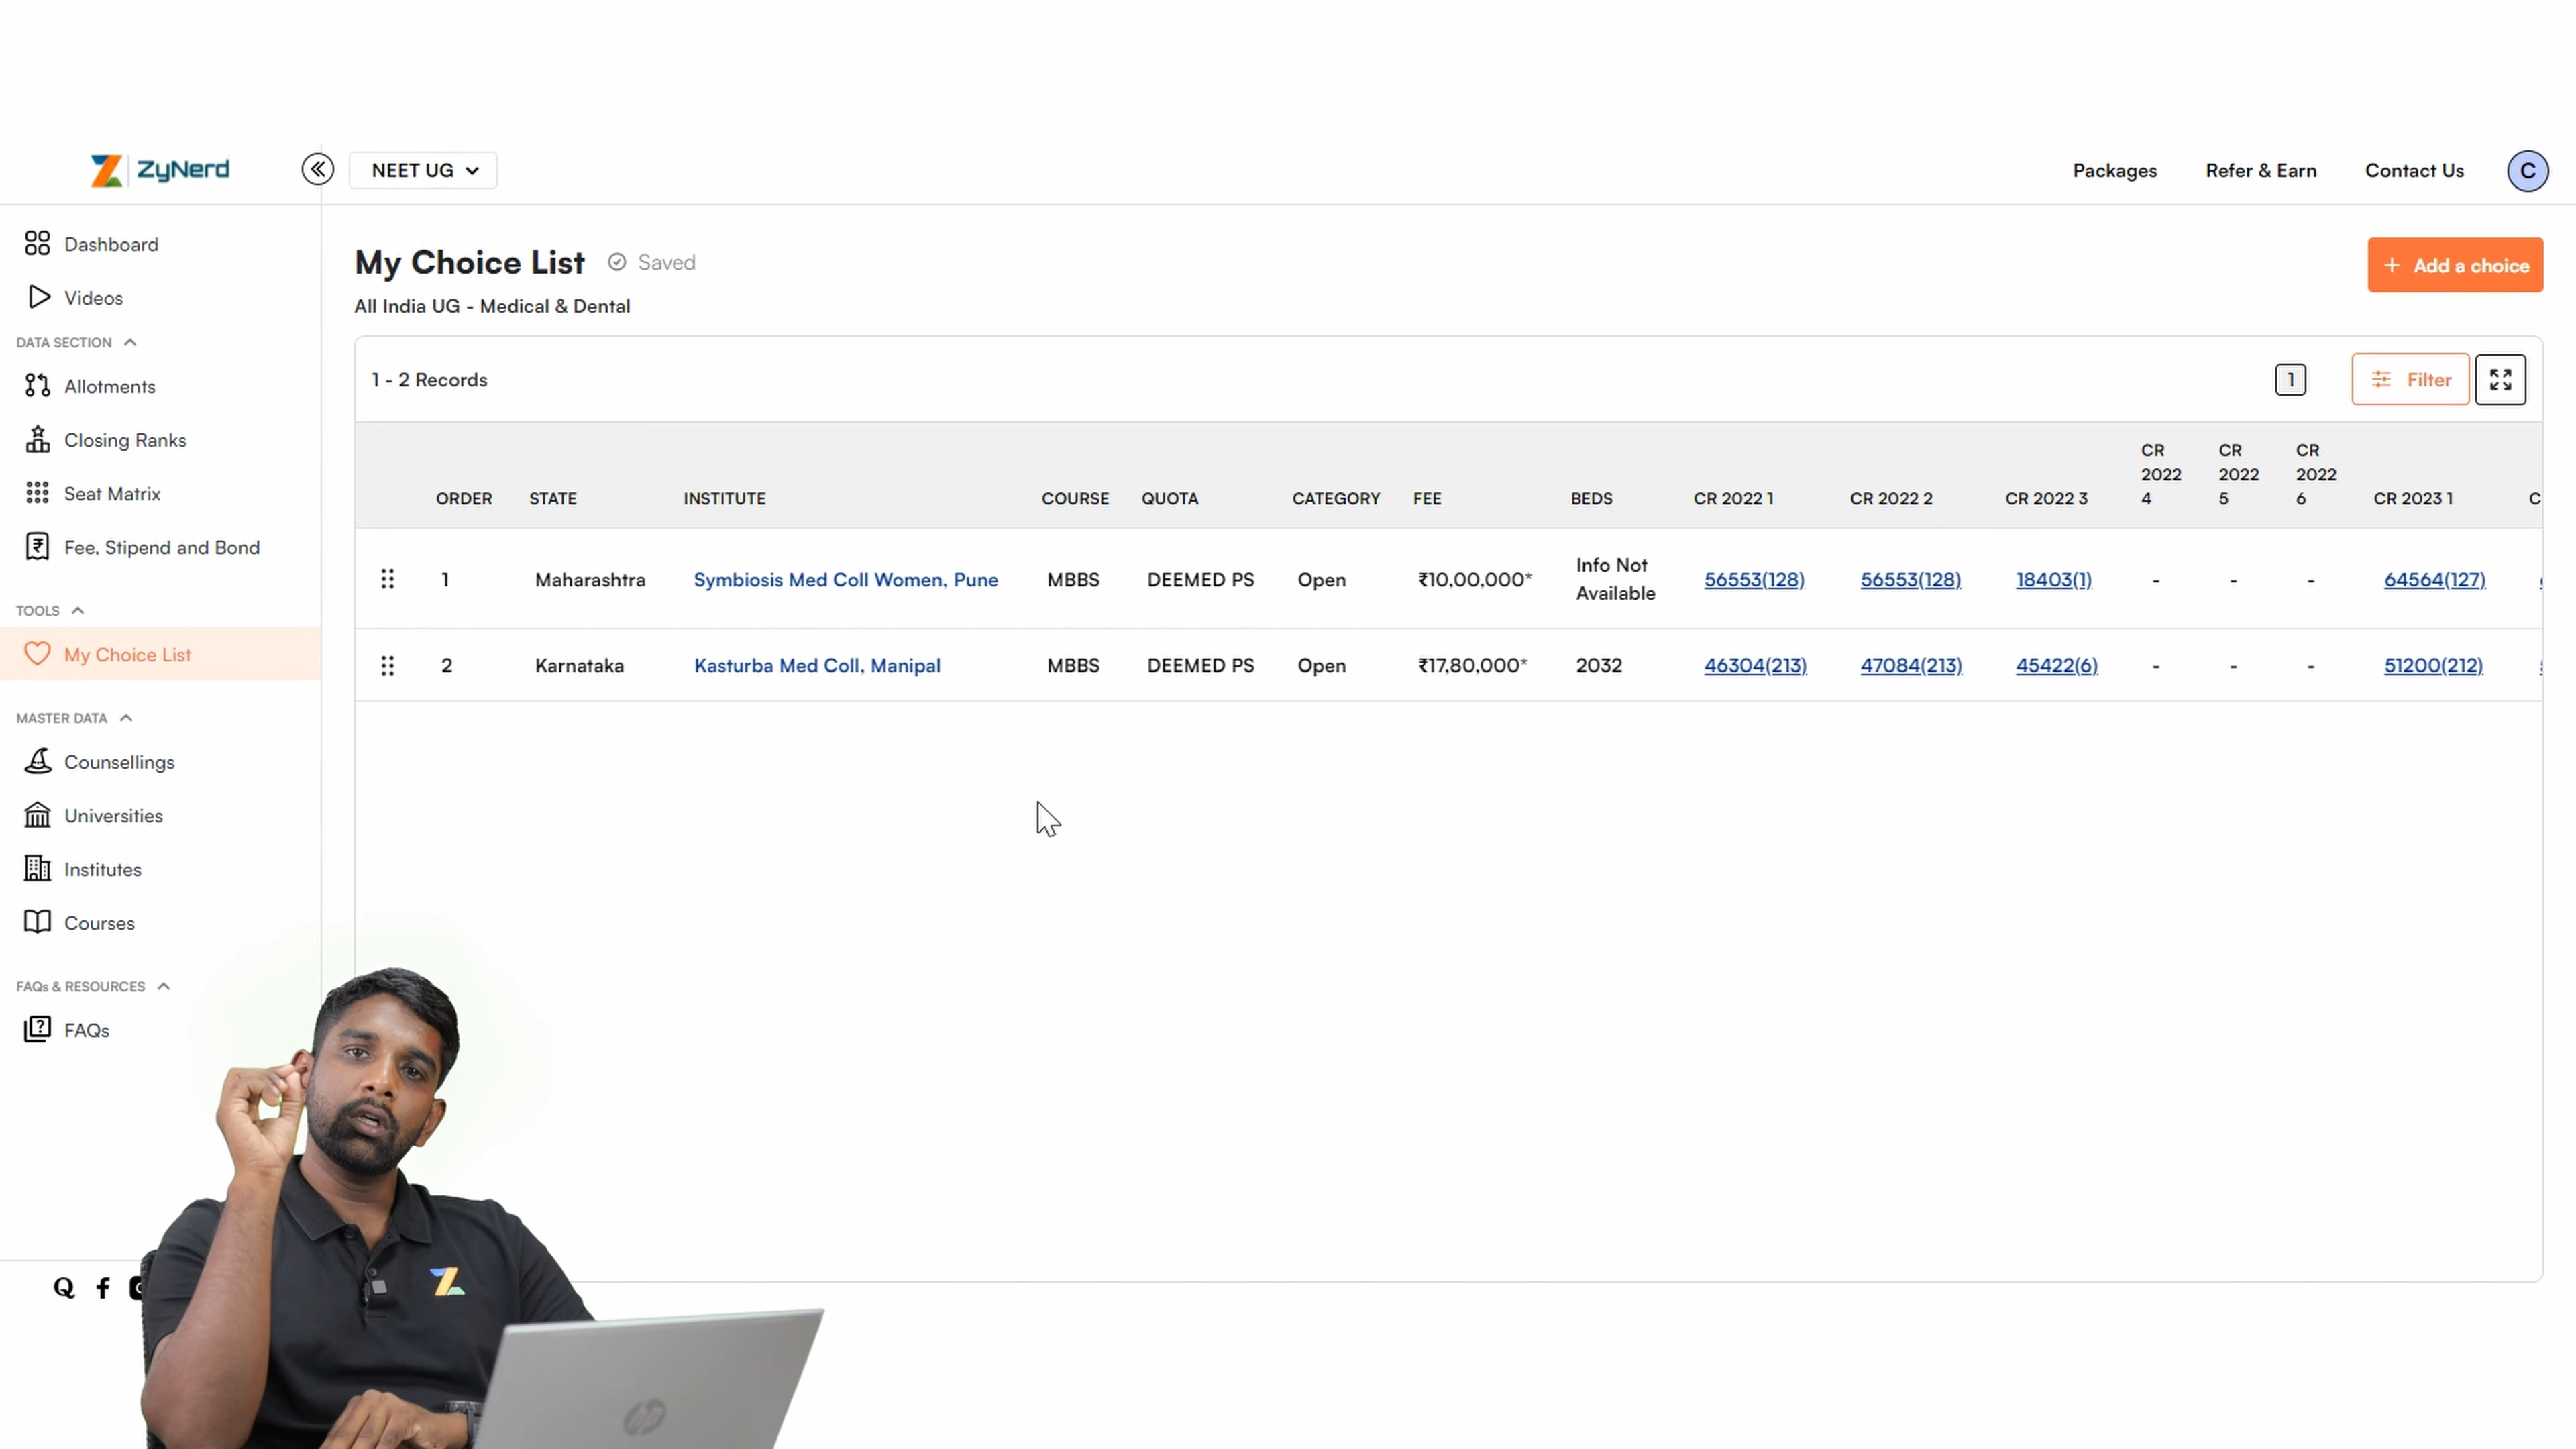 ZyNerd
NEET UG
Packages
Refer & Earn
Contact Us
C
Dashboard
Videos
DATA SECTION
Allotments
Closing Ranks
Seat Matrix
Fee, Stipend and Bond
TOOLS
My Choice List
MASTER DATA
Counsellings
Universities
Institutes
Courses
FAQs & RESOURCES
FAQs
My Choice List
Saved
All India UG - Medical & Dental
+ Add a choice
1 - 2 Records
1
Filter
ORDER STATE INSTITUTE COURSE QUOTA CATEGORY FEE BEDS CR 2022 1 CR 2022 2 CR 2022 3 CR 2022 4 CR 2022 5 CR 2022 6 CR 2023 1 C
1 Maharashtra Symbiosis Med Coll Women, Pune MBBS DEEMED PS Open ₹10,00,000* Info Not Available 56553(128) 56553(128) 18403(1) - - - 64564(127)
2 Karnataka Kasturba Med Coll, Manipal MBBS DEEMED PS Open ₹17,80,000* 2032 46304(213) 47084(213) 45422(6) - - - 51200(212)
hp